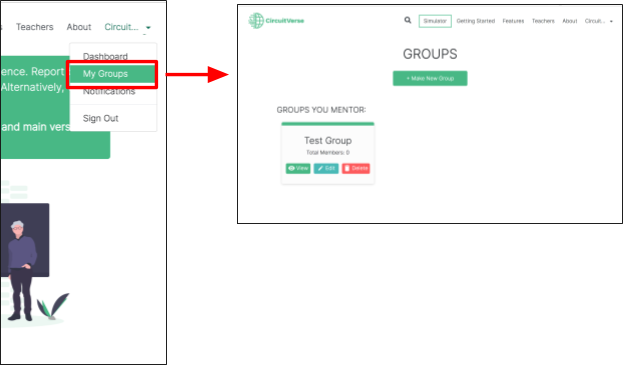 Teachers About Circuit...
Dashboard
My Groups
Notifications
Sign Out
ence. Report
Alternatively,
and main vers
CircuitVerse
Simulator Getting Started Features Teachers About Circuit...
GROUPS
+ Make New Group
GROUPS YOU MENTOR:
Test Group
Total Members: 0
View Edit Delete